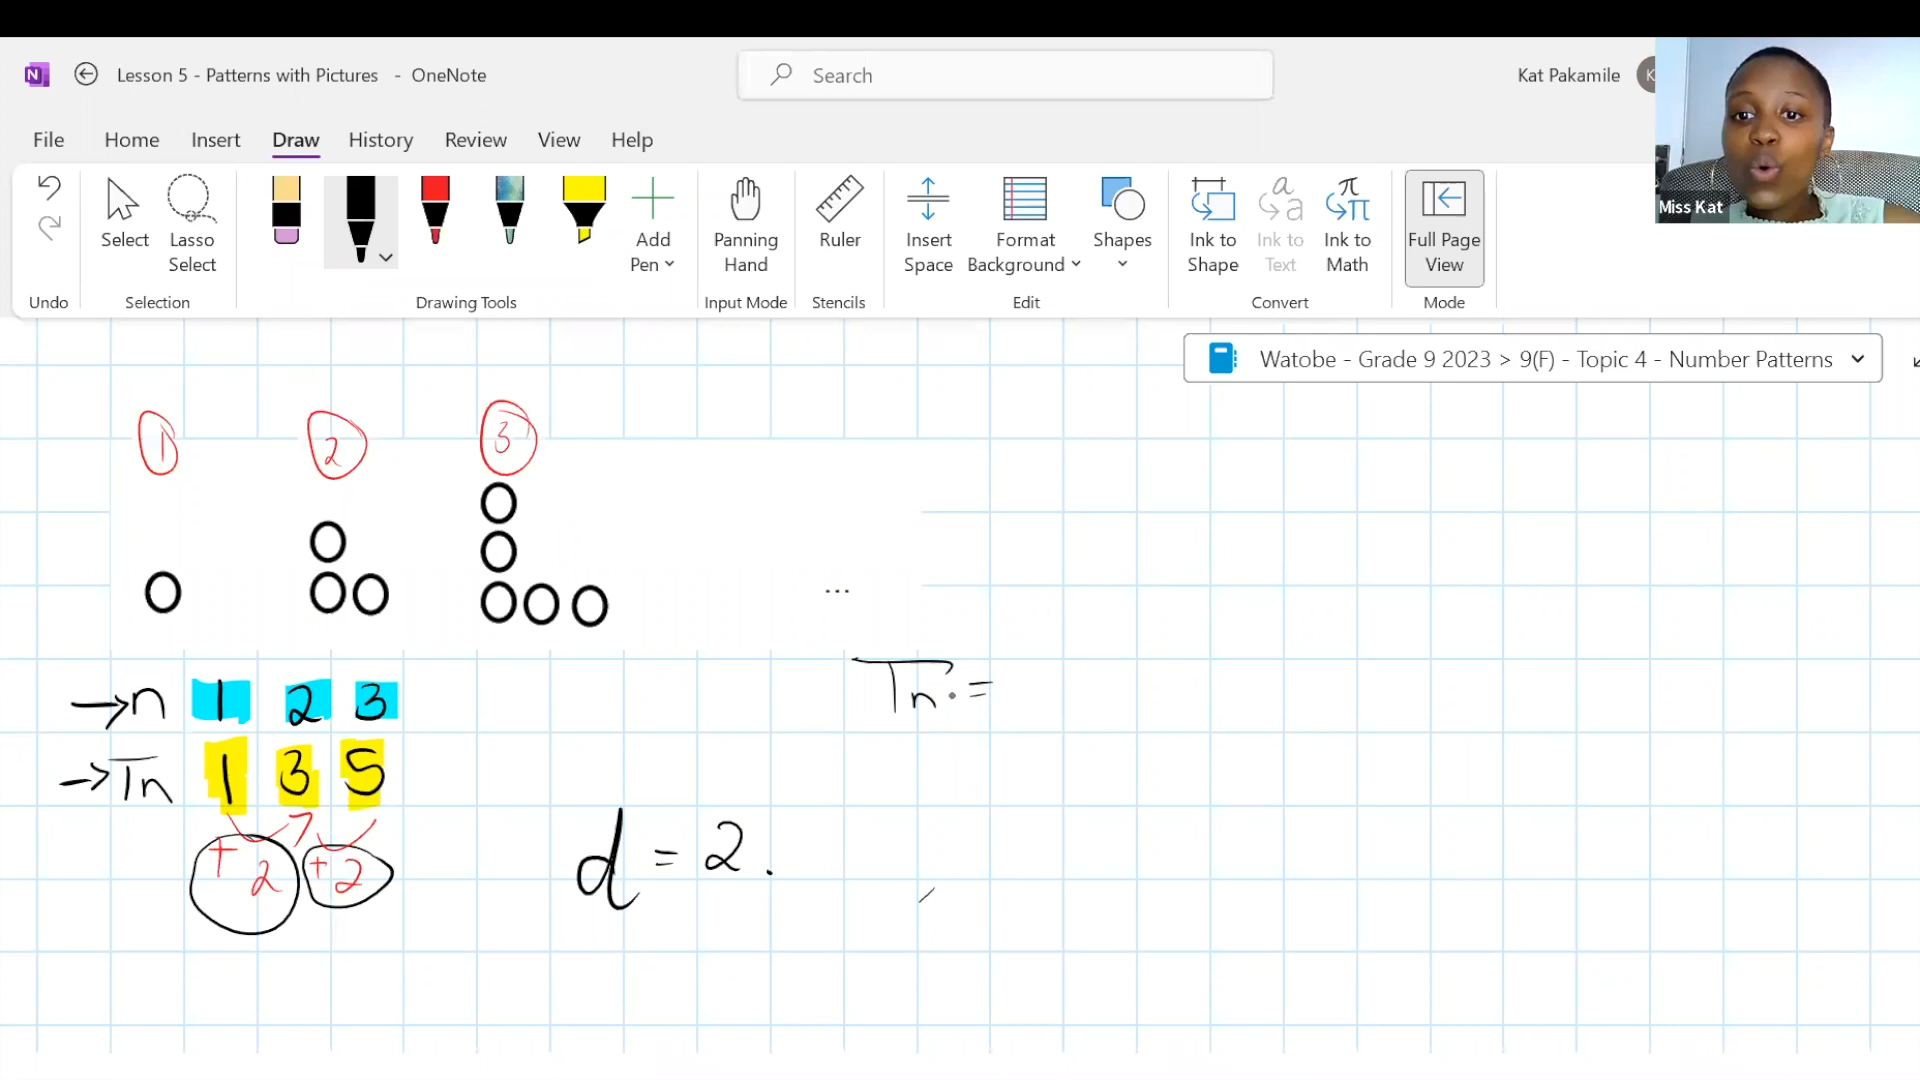 Lesson 5 - Patterns with Pictures - OneNote
Search
Kat Pakamile
K
Miss Kat
File Home Insert Draw History Review View Help
Select
Lasso Select
Add Pen
Panning Hand
Ruler
Insert Space
Format Background
Shapes
Ink to Shape
Ink to Text
Ink to Math
Full Page View
Undo
Selection
Drawing Tools
Input Mode
Stencils
Edit
Convert
Mode
Watobe - Grade 9 2023 > 9(F) - Topic 4 - Number Patterns
1 2 3
...
Tn =
→n 1 2 3
→Tn 1 3 5
+2 +2
d = 2.